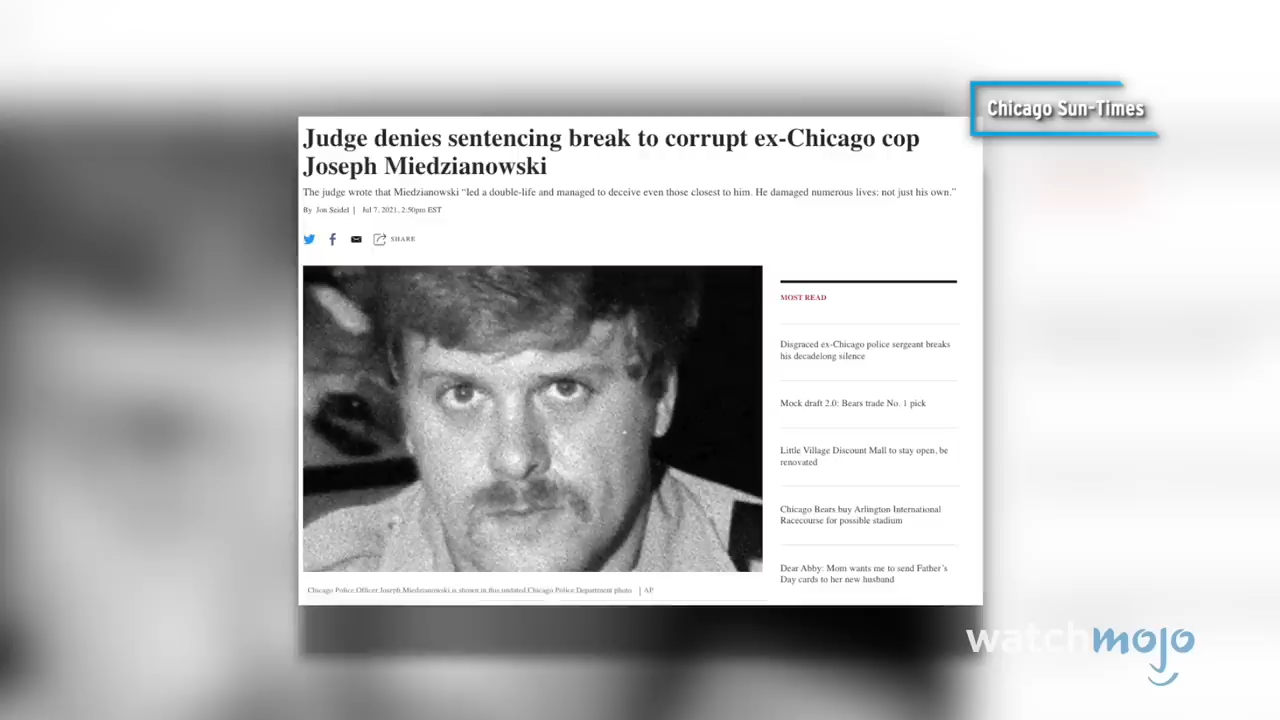 Chicago Sun-Times
Judge denies sentencing break to corrupt ex-Chicago cop
Joseph Miedzianowski
The judge wrote that Miedzianowski “led a double-life and managed to deceive even those closest to him. He damaged numerous lives: not just his own.”
By Jon Seidel | Jul 7, 2021, 2:50pm EST
SHARE
MOST READ
Disgraced ex-Chicago police sergeant breaks
his decadelong silence
Mock draft 2.0: Bears trade No. 1 pick
Little Village Discount Mall to stay open, be
renovated
Chicago Bears buy Arlington International
Racecourse for possible stadium
Dear Abby: Mom wants me to send Father’s
Day cards to her new husband
Chicago Police Officer Joseph Miedzianowski is shown in this undated Chicago Police Department photo | AP
watchmojo